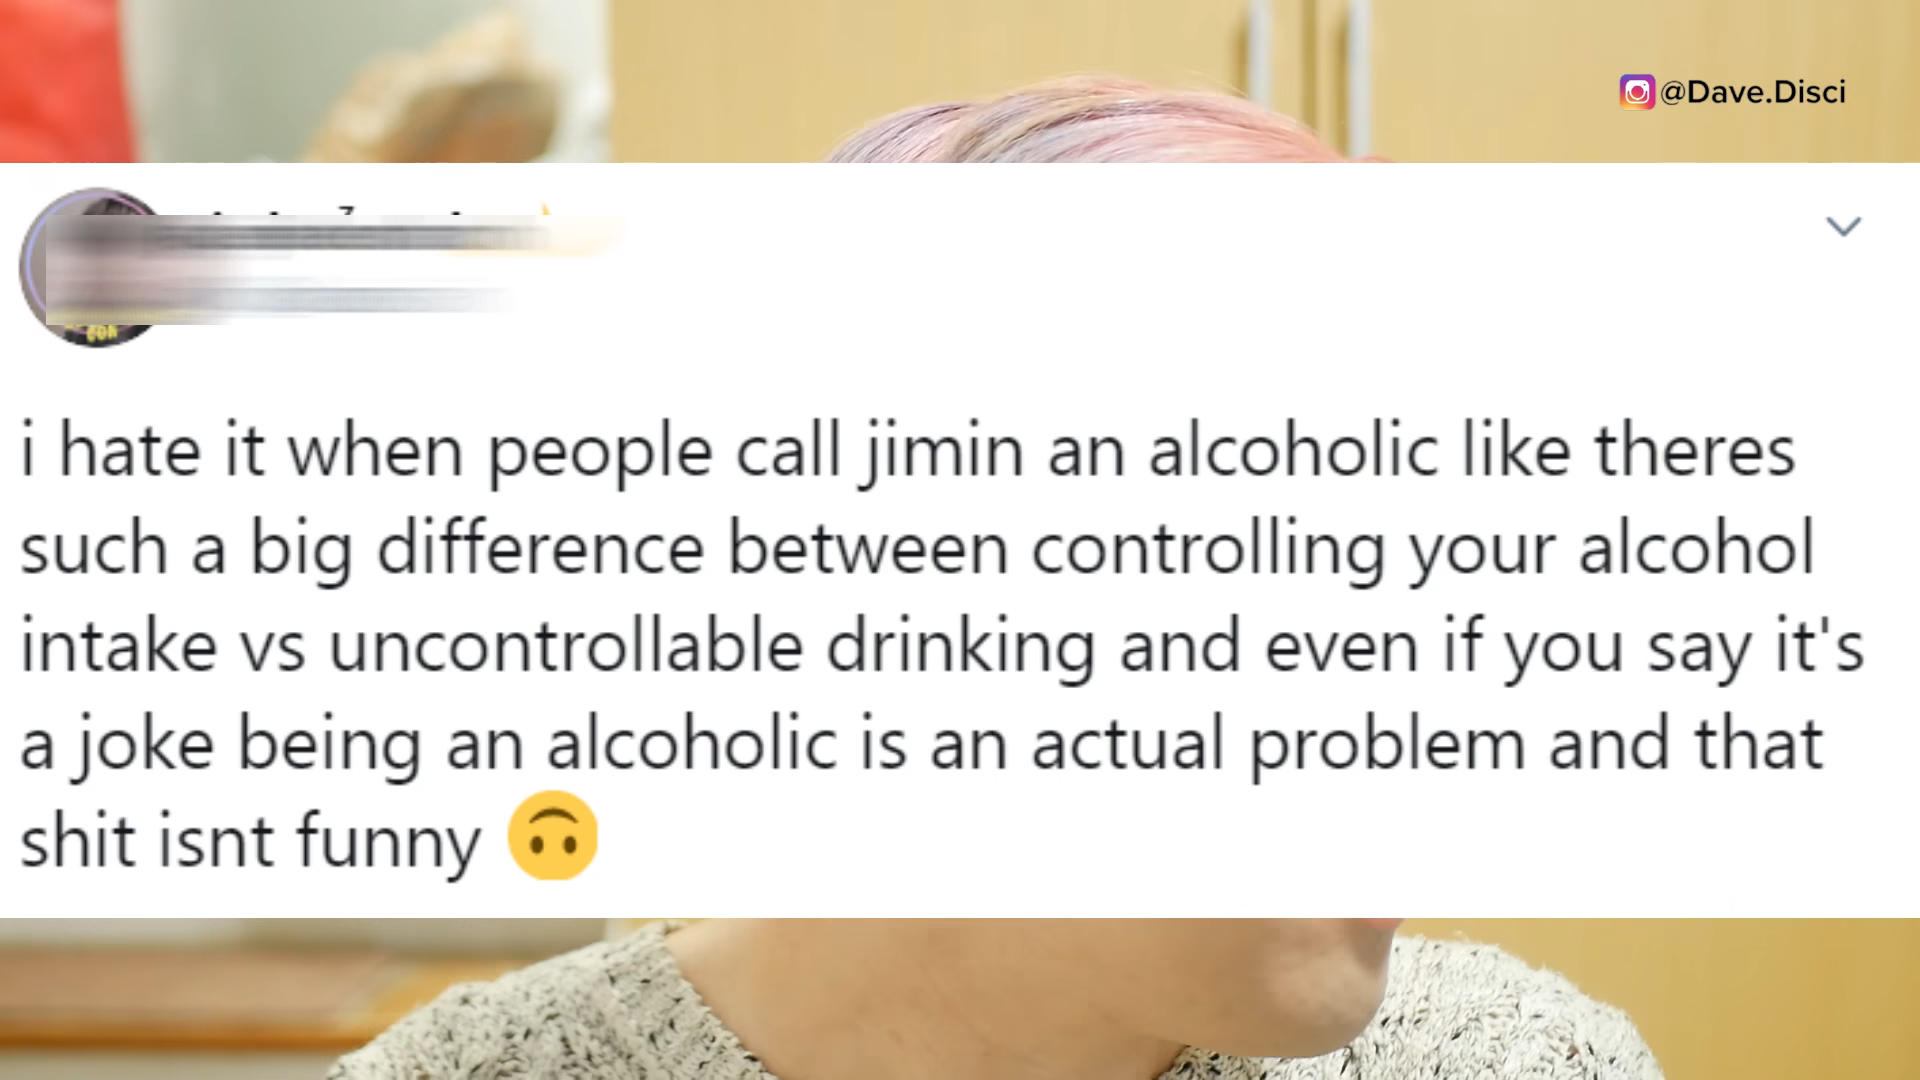 @Dave.Disci
i hate it when people call jimin an alcoholic like theres
such a big difference between controlling your alcohol
intake vs uncontrollable drinking and even if you say it's
a joke being an alcoholic is an actual problem and that
shit isnt funny 🙃